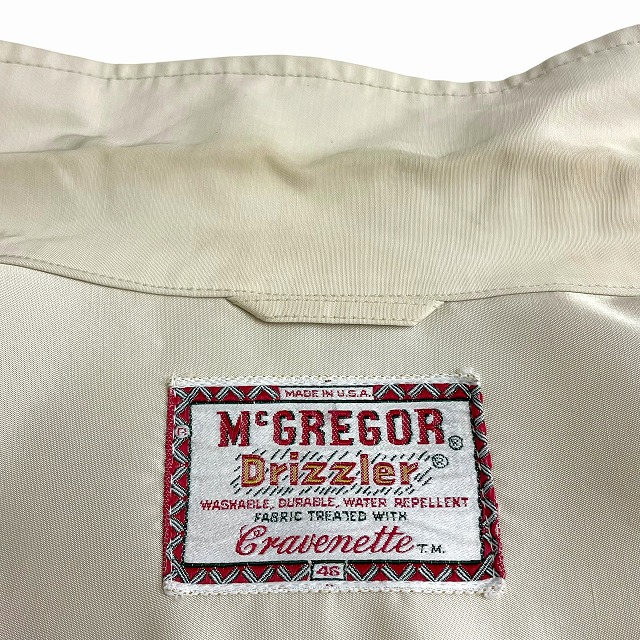 MADE IN U.S.A.
McGREGOR®
Drizzler®
WASHABLE, DURABLE, WATER REPELLENT
FABRIC TREATED WITH
Cravenette T.M.
46